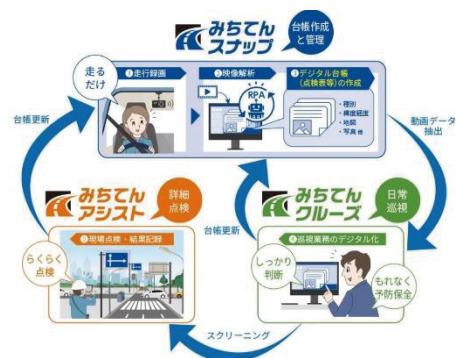 みちてん
スナップ
台帳作成
と管理
走る
だけ
❶走行録画
❷映像解析
❸デジタル台帳
(点検表等)の作成
RPA
・種別
・緯度経度
・地図
・写真 他
台帳更新
動画データ
抽出
みちてん
アシスト
詳細
点検
台帳更新
みちてん
クルーズ
日常
巡視
❺現場点検・結果記録
らくらく
点検
❹巡視業務のデジタル化
しっかり
判断
もれなく
予防保全
スクリーニング